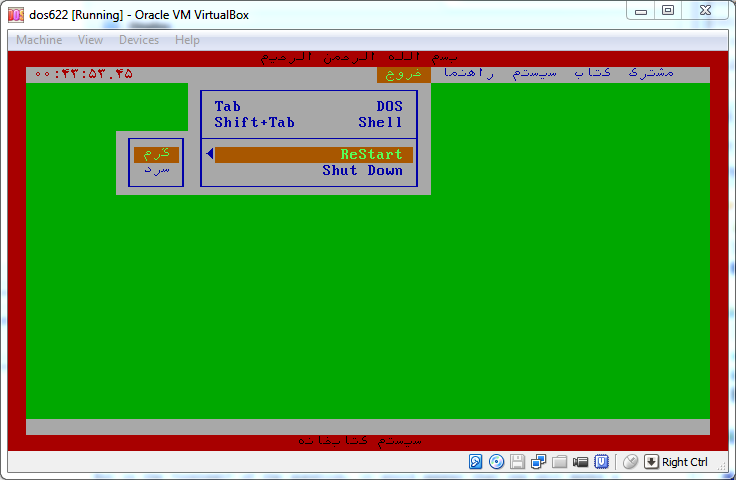 dos622 [Running] - Oracle VM VirtualBox
Machine View Devices Help
بسم الله الرحمن الرحیم
مشترک کتاب سیستم راهنما خروج ۰۰:۴۳:۵۳.۴۵
Tab DOS
Shift+Tab Shell
ReStart
Shut Down
گرم
سرد
سیستم کتابخانه
Right Ctrl